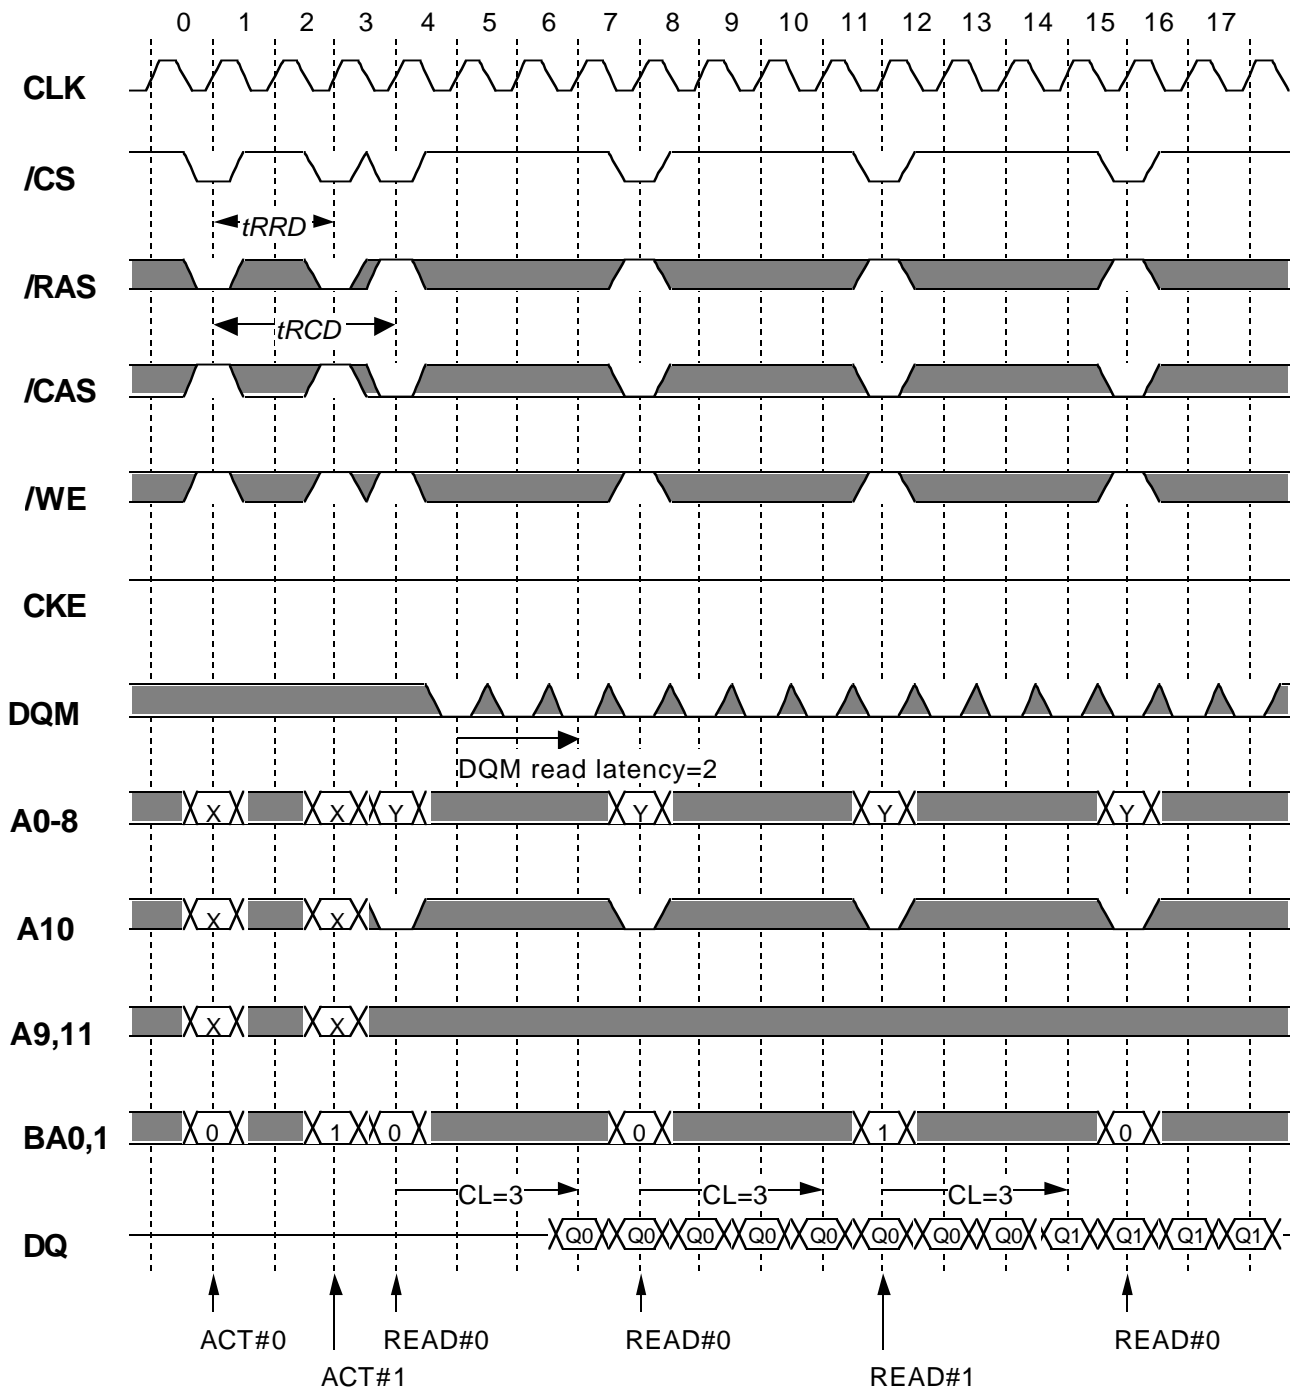 0 1 2 3 4 5 6 7 8 9 10 11 12 13 14 15 16 17
CLK
/CS
tRRD
/RAS
tRCD
/CAS
/WE
CKE
DQM
DQM read latency=2
A0-8 X X Y Y Y Y
A10 X X
A9,11 X X
BA0,1 0 1 0 0 1 0
CL=3 CL=3 CL=3
DQ Q0 Q0 Q0 Q0 Q0 Q0 Q0 Q0 Q1 Q1 Q1 Q1
ACT#0 READ#0 READ#0 READ#0
ACT#1 READ#1